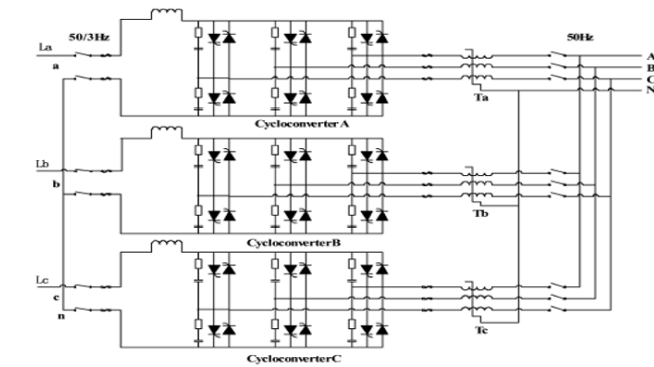 50/3Hz
50Hz
La
a
A
B
C
N
Ta
Cycloconverter A
Lb
b
Tb
CycloconverterB
Lc
c
n
Tc
CycloconverterC